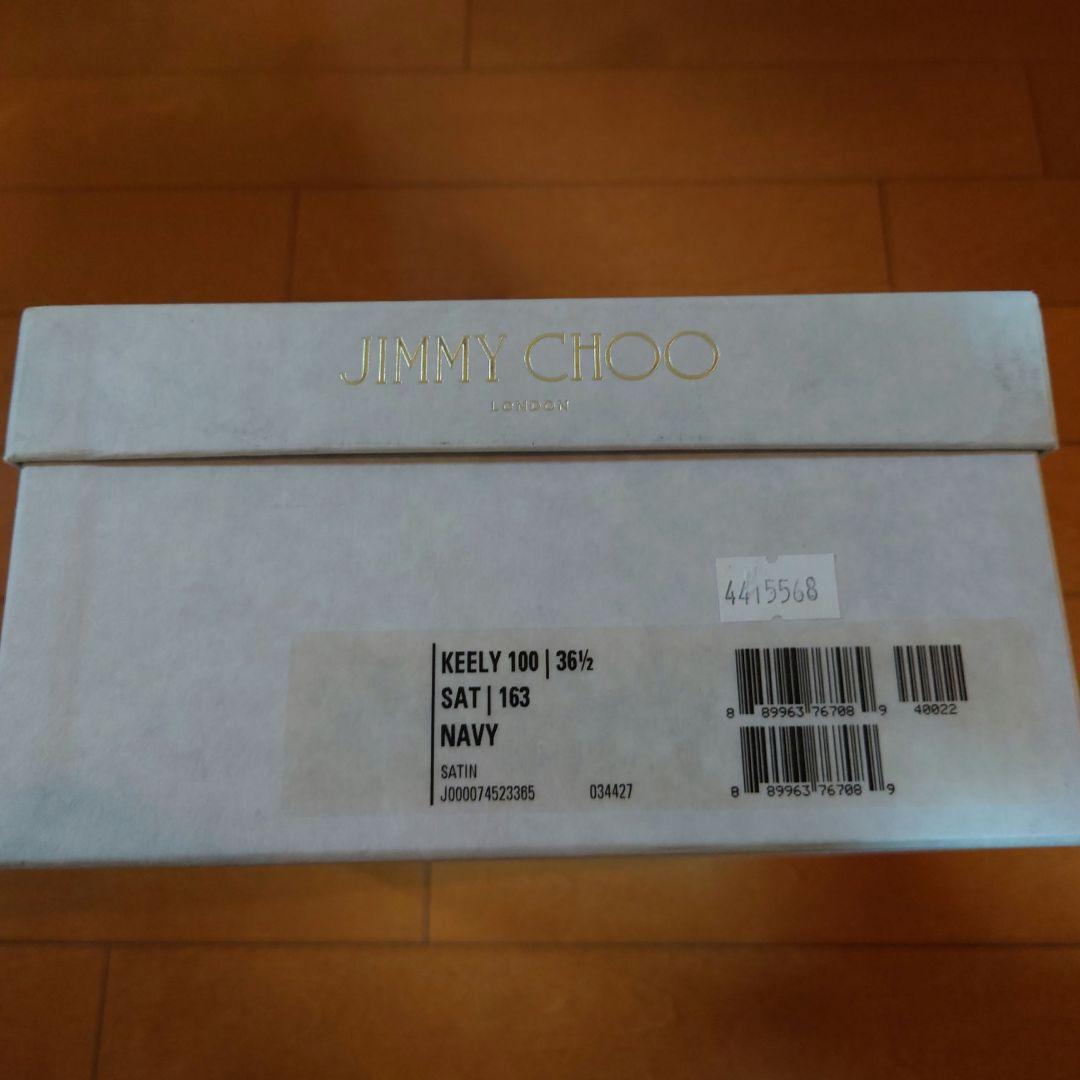 JIMMY CHOO
LONDON
4415568
KEELY 100 | 36½
SAT | 163
NAVY
SATIN
J000074523365 034427
8 89963 76708 9 40022
8 89963 76708 9